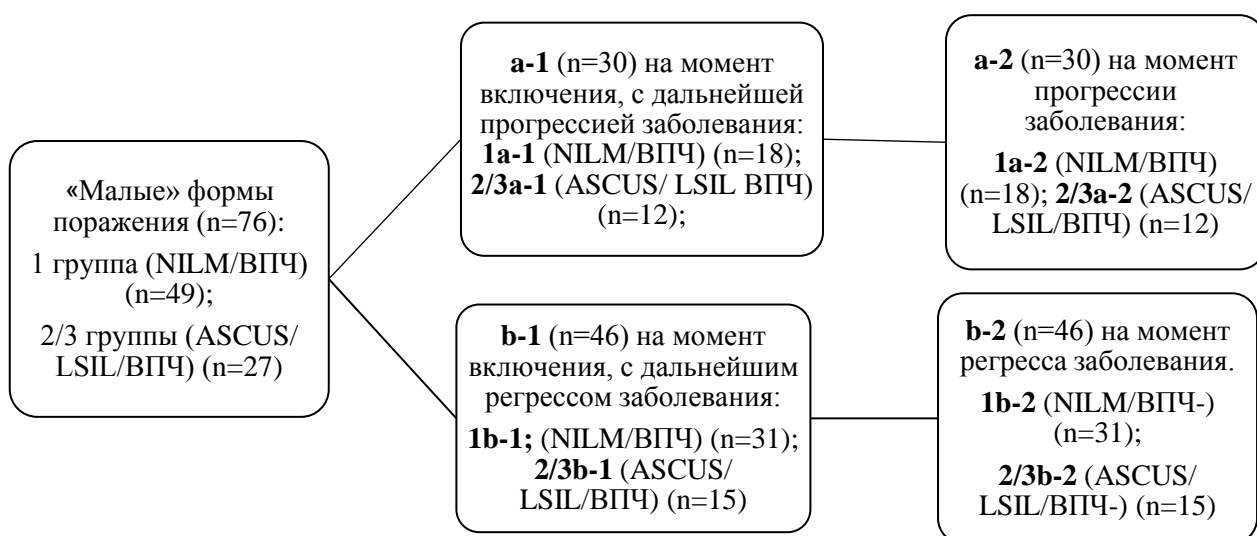 «Малые» формы
поражения (n=76):
1 группа (NILM/ВПЧ)
(n=49);
2/3 группы (ASCUS/
LSIL/ВПЧ) (n=27)
a-1 (n=30) на момент
включения, с дальнейшей
прогрессией заболевания:
1a-1 (NILM/ВПЧ) (n=18);
2/3a-1 (ASCUS/ LSIL ВПЧ)
(n=12);
a-2 (n=30) на момент
прогрессии
заболевания:
1a-2 (NILM/ВПЧ)
(n=18); 2/3a-2 (ASCUS/
LSIL/ВПЧ) (n=12)
b-1 (n=46) на момент
включения, с дальнейшим
регрессом заболевания:
1b-1; (NILM/ВПЧ) (n=31);
2/3b-1 (ASCUS/
LSIL/ВПЧ) (n=15)
b-2 (n=46) на момент
регресса заболевания.
1b-2 (NILM/ВПЧ-)
(n=31);
2/3b-2 (ASCUS/
LSIL/ВПЧ-) (n=15)